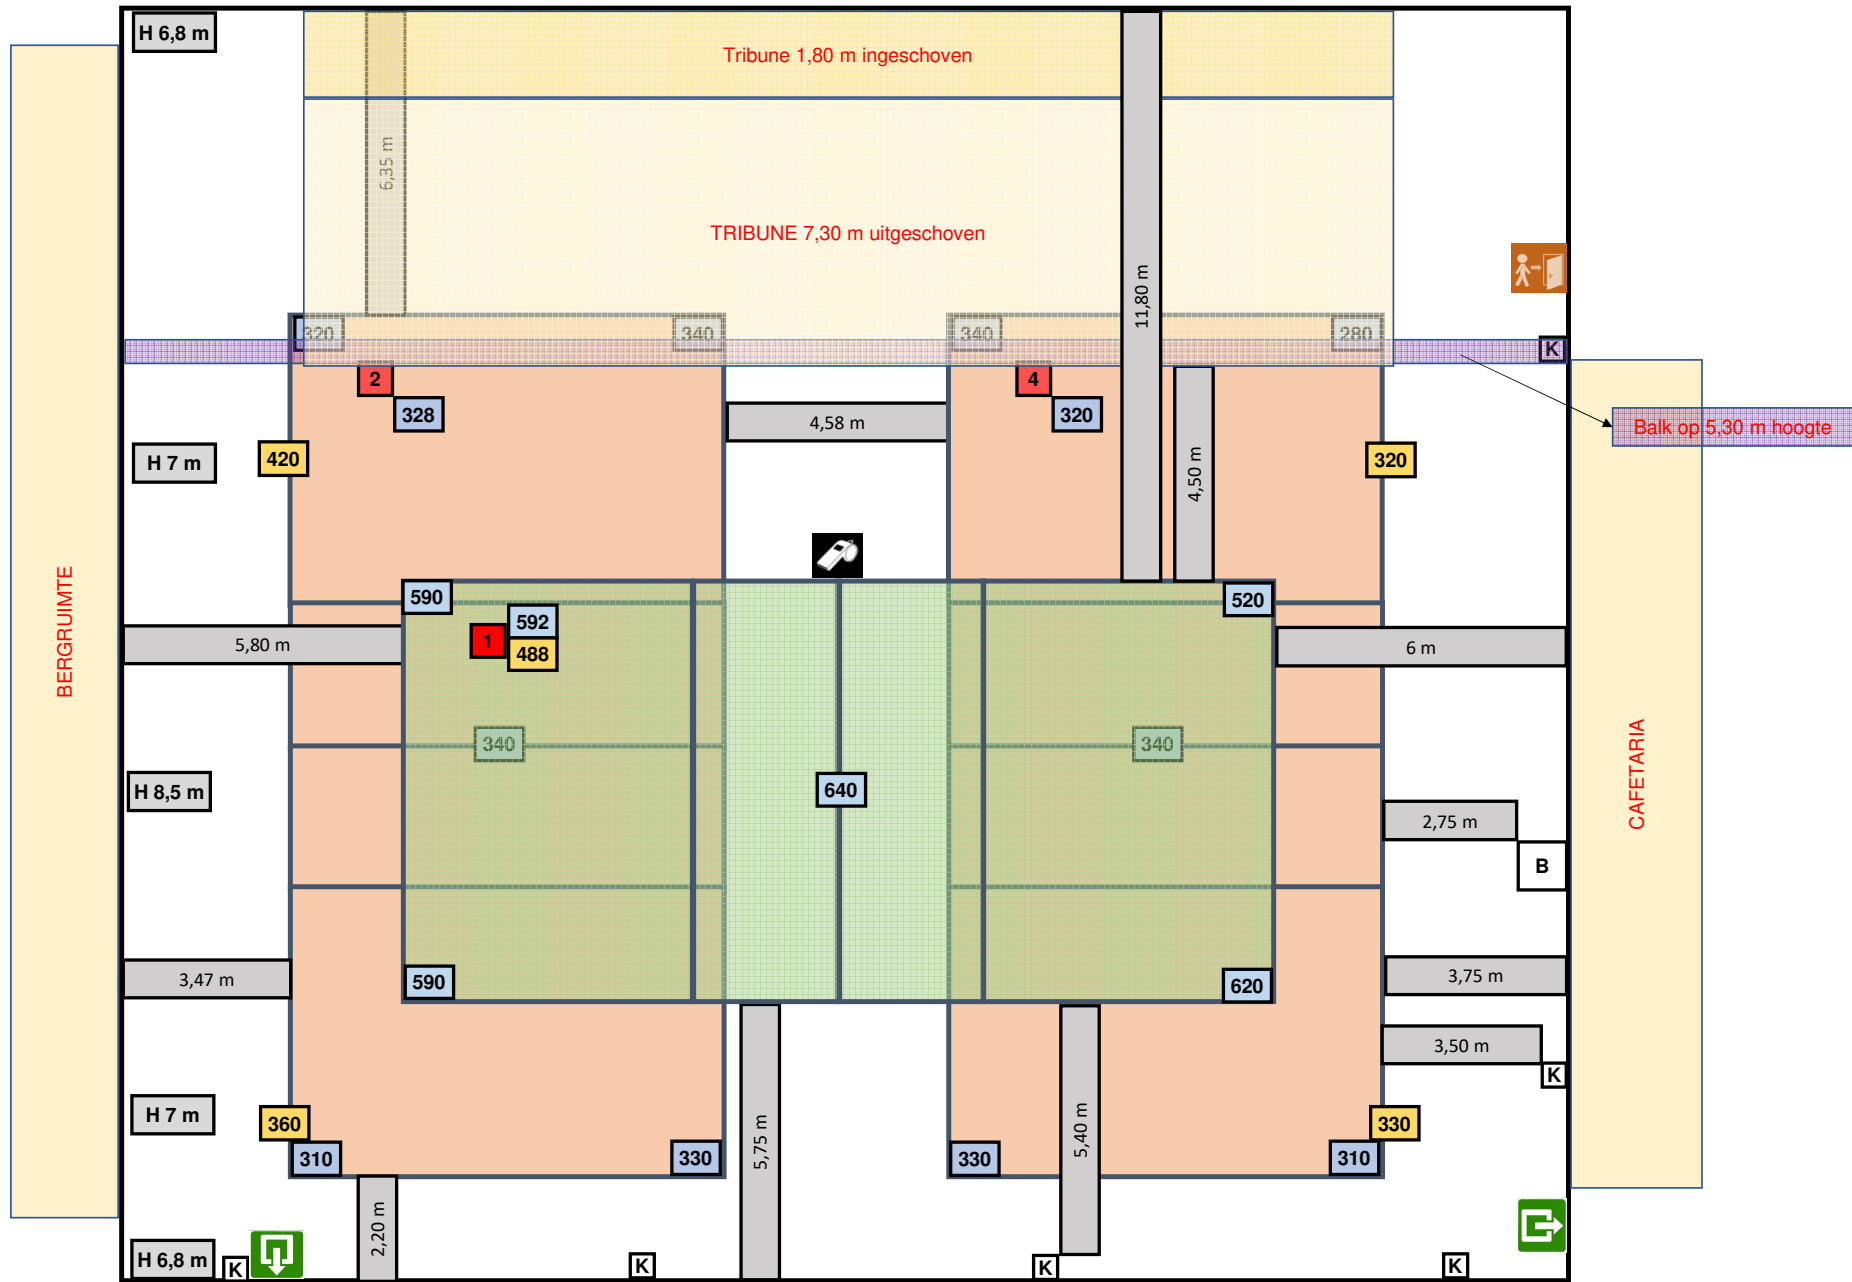 H 6,8 m
Tribune 1,80 m ingeschoven
6,35 m
TRIBUNE 7,30 m uitgeschoven
11,80 m
320
340
340
280
K
2
328
4
320
4,58 m
Balk op 5,30 m hoogte
420
H 7 m
320
4,50 m
590
520
592
1
488
5,80 m
6 m
BERGRUIMTE
340
340
CAFETARIA
640
H 8,5 m
2,75 m
B
3,47 m
590
620
3,75 m
3,50 m
K
H 7 m
360
330
310
330
330
310
5,75 m
5,40 m
2,20 m
H 6,8 m
K
K
K
K